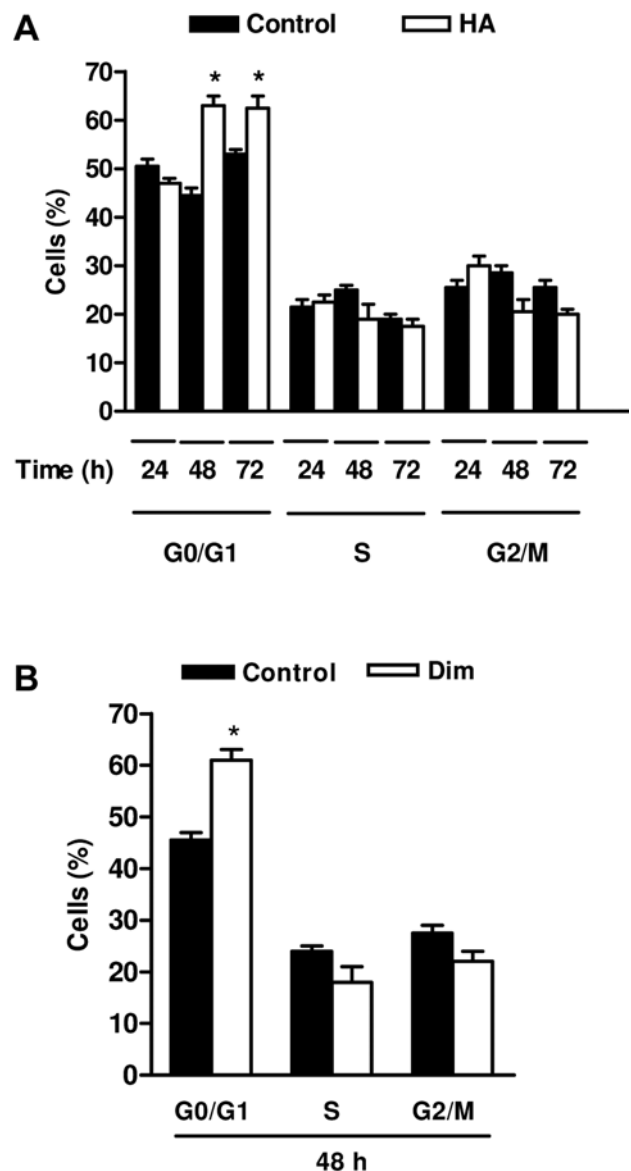 A
Control HA
Cells (%)
70
60
50
40
30
20
10
0
* *
Time (h) 24 48 72 24 48 72 24 48 72
G0/G1 S G2/M
B
Control Dim
Cells (%)
70
60
50
40
30
20
10
0
*
G0/G1 S G2/M
48 h